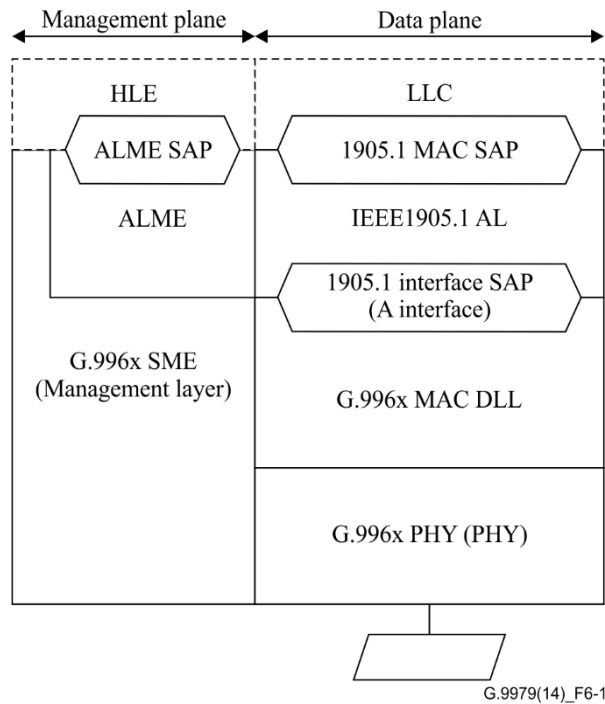 Management plane
Data plane
HLE
LLC
ALME SAP
1905.1 MAC SAP
ALME
IEEE1905.1 AL
1905.1 interface SAP
(A interface)
G.996x SME
(Management layer)
G.996x MAC DLL
G.996x PHY (PHY)
G.9979(14)_F6-1